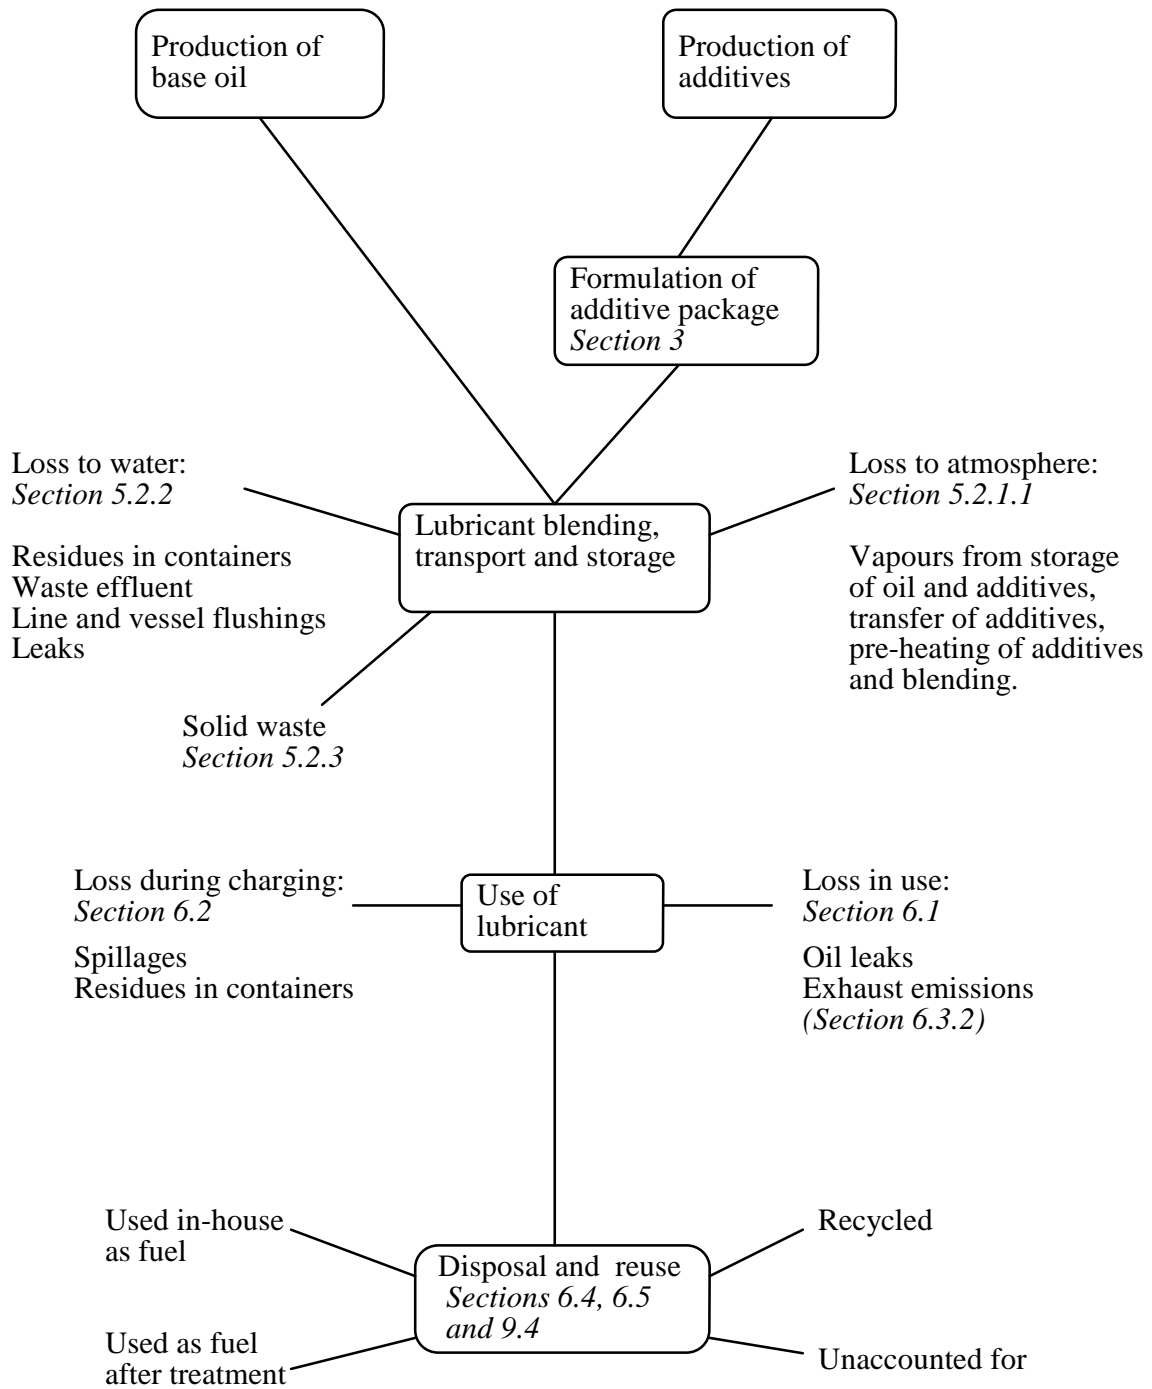 Production of
base oil
Production of
additives
Formulation of
additive package
Section 3
Loss to water:
Section 5.2.2
Residues in containers
Waste effluent
Line and vessel flushings
Leaks
Lubricant blending,
transport and storage
Loss to atmosphere:
Section 5.2.1.1
Vapours from storage
of oil and additives,
transfer of additives,
pre-heating of additives
and blending.
Solid waste
Section 5.2.3
Loss during charging:
Section 6.2
Spillages
Residues in containers
Use of
lubricant
Loss in use:
Section 6.1
Oil leaks
Exhaust emissions
(Section 6.3.2)
Used in-house
as fuel
Recycled
Disposal and reuse
Sections 6.4, 6.5
and 9.4
Used as fuel
after treatment
Unaccounted for